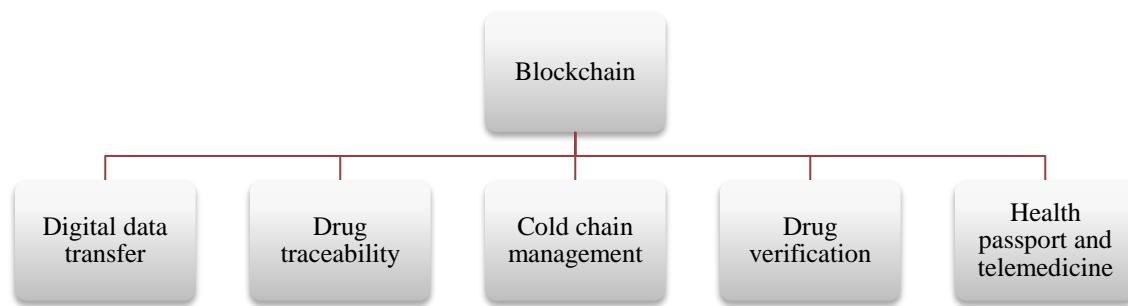 Blockchain
Digital data
transfer
Drug
traceability
Cold chain
management
Drug
verification
Health
passport and
telemedicine